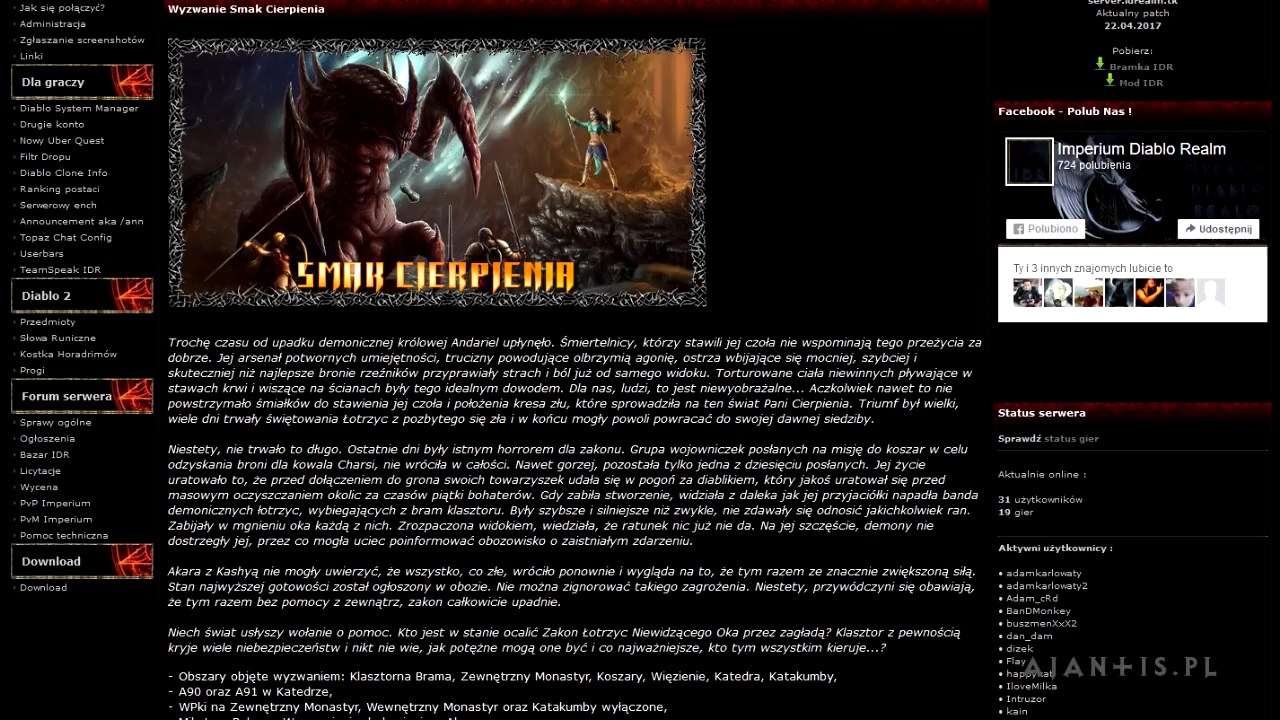 Jak się połączyć?
Administracja
Zgłaszanie screenshotów
Linki
Dla graczy
Diablo System Manager
Drugie konto
Nowy Uber Quest
Filtr Dropu
Diablo Clone Info
Ranking postaci
Serwerowy ench
Announcement aka /ann
Topaz Chat Config
Userbars
TeamSpeak IDR
Diablo 2
Przedmioty
Słowa Runiczne
Kostka Horadrimów
Progi
Forum serwera
Sprawy ogólne
Ogłoszenia
Bazar IDR
Licytacje
Wycena
PvP Imperium
PvM Imperium
Pomoc techniczna
Download
Download
Wyzwanie Smak Cierpienia
SMAK CIERPIENIA
Trochę czasu od upadku demonicznej królowej Andariel upłynęło. Śmiertelnicy, którzy stawili jej czoła nie wspominają tego przeżycia za
dobrze. Jej arsenał potwornych umiejętności, trucizny powodujące olbrzymią agonię, ostrza wbijające się mocniej, szybciej i
skuteczniej niż najlepsze bronie rzeźników przyprawiały strach i ból już od samego widoku. Torturowane ciała niewinnych pływające w
stawach krwi i wiszące na ścianach były tego idealnym dowodem. Dla nas, ludzi, to jest niewyobrażalne... Aczkolwiek nawet to nie
powstrzymało śmiałków do stawienia jej czoła i położenia kresa złu, które sprowadziła na ten świat Pani Cierpienia. Triumf był wielki,
wiele dni trwały świętowania Łotrzyc z pozbytego się zła i w końcu mogły powoli powracać do swojej dawnej siedziby.
Niestety, nie trwało to długo. Ostatnie dni były istnym horrorem dla zakonu. Grupa wojowniczek posłanych na misję do koszar w celu
odzyskania broni dla kowala Charsi, nie wróciła w całości. Nawet gorzej, pozostała tylko jedna z dziesięciu posłanych. Jej życie
uratowało to, że przed dołączeniem do grona swoich towarzyszek udała się w pogoń za diablikiem, który jakoś uratował się przed
masowym oczyszczaniem okolic za czasów piątki bohaterów. Gdy zabiła stworzenie, widziała z daleka jak jej przyjaciółki napadła banda
demonicznych łotrzyc, wybiegających z bram klasztoru. Były szybsze i silniejsze niż zwykle, nie zdawały się odnosić jakichkolwiek ran.
Zabijały w mgnieniu oka każdą z nich. Zrozpaczona widokiem, wiedziała, że ratunek nic już nie da. Na jej szczęście, demony nie
dostrzegły jej, przez co mogła uciec poinformować obozowisko o zaistniałym zdarzeniu.
Akara z Kashyą nie mogły uwierzyć, że wszystko, co złe, wróciło ponownie i wygląda na to, że tym razem ze znacznie zwiększoną siłą.
Stan najwyższej gotowości został ogłoszony w obozie. Nie można zignorować takiego zagrożenia. Niestety, przywódczyni się obawiają,
że tym razem bez pomocy z zewnątrz, zakon całkowicie upadnie.
Niech świat usłyszy wołanie o pomoc. Kto jest w stanie ocalić Zakon Łotrzyc Niewidzącego Oka przez zagładą? Klasztor z pewnością
kryje wiele niebezpieczeństw i nikt nie wie, jak potężne mogą one być i co najważniejsze, kto tym wszystkim kieruje...?
- Obszary objęte wyzwaniem: Klasztorna Brama, Zewnętrzny Monastyr, Koszary, Więzienie, Katedra, Katakumby,
- A90 oraz A91 w Katedrze,
- WPki na Zewnętrzny Monastyr, Wewnętrzny Monastyr oraz Katakumby wyłączone,
server.idrealm.tk
Aktualny patch
22.04.2017
Pobierz:
Bramka IDR
Mod IDR
Facebook - Polub Nas !
Imperium Diablo Realm
724 polubienia
Polubiono
Udostępnij
Ty i 3 innych znajomych lubicie to
Status serwera
Sprawdź status gier
Aktualnie online :
31 użytkowników
19 gier
Aktywni użytkownicy :
• adamkarlowaty
• adamkarlowaty2
• Adam_cRd
• BanDMonkey
• buszmenXxX2
• dan_dam
• dizek
• Flay
• happykat
• IloveMilka
• Intruzor
• kain
AJANTIS.PL